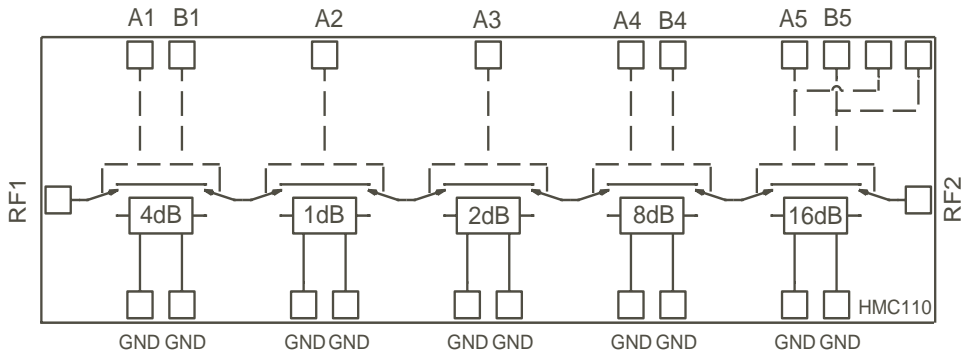 A1 B1 A2 A3 A4 B4 A5 B5
RF1
RF2
4dB 1dB 2dB 8dB 16dB
HMC110
GND GND GND GND GND GND GND GND GND GND